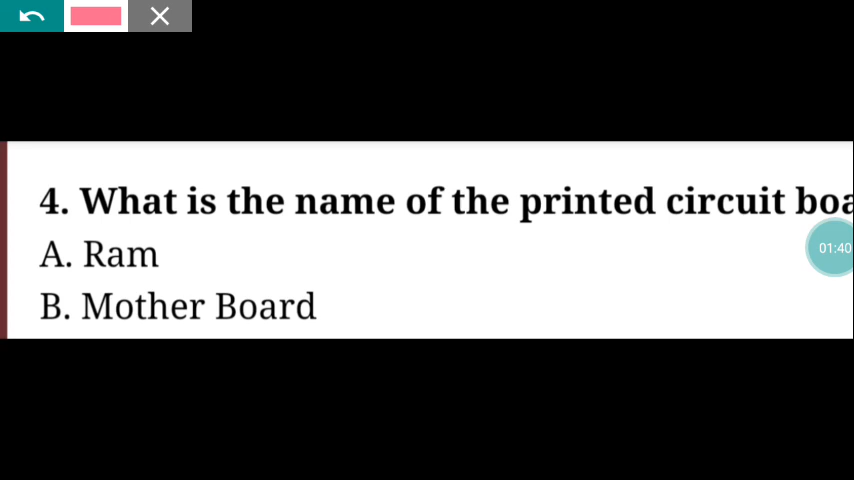 4. What is the name of the printed circuit boa
A. Ram
01:40
B. Mother Board